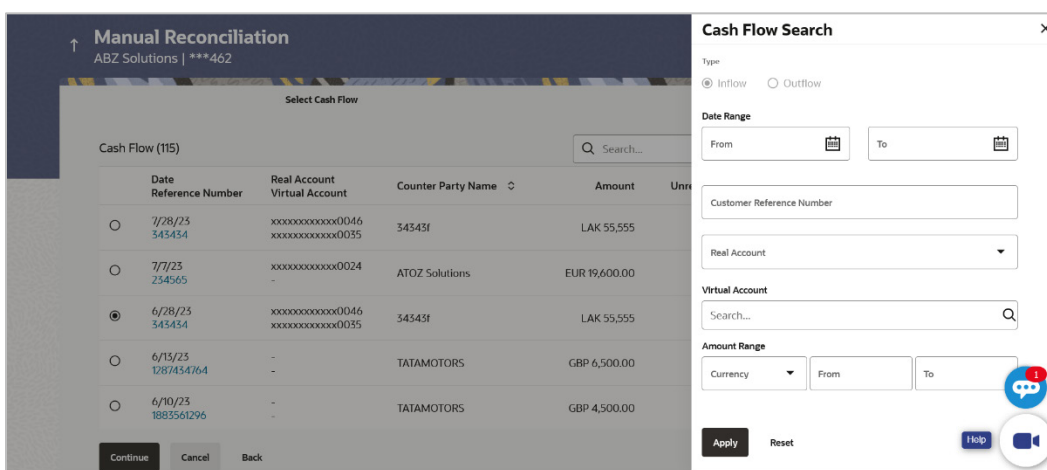 Manual Reconciliation
ABZ Solutions | ***462
Select Cash Flow
Cash Flow (115)
Search...
Date
Reference Number
Real Account
Virtual Account
Counter Party Name
Amount
Unre
7/28/23
343434
xxxxxxxxxxxx0046
xxxxxxxxxxxx0035
34343f
LAK 55,555
7/7/23
234565
xxxxxxxxxxxx0024
-
ATOZ Solutions
EUR 19,600.00
6/28/23
343434
xxxxxxxxxxxx0046
xxxxxxxxxxxx0035
34343f
LAK 55,555
6/13/23
1287434764
-
-
TATAMOTORS
GBP 6,500.00
6/10/23
1883561296
-
-
TATAMOTORS
GBP 4,500.00
Continue Cancel Back
Cash Flow Search
Type
Inflow Outflow
Date Range
From To
Customer Reference Number
Real Account
Virtual Account
Search...
Amount Range
Currency From To
1
Apply Reset Help